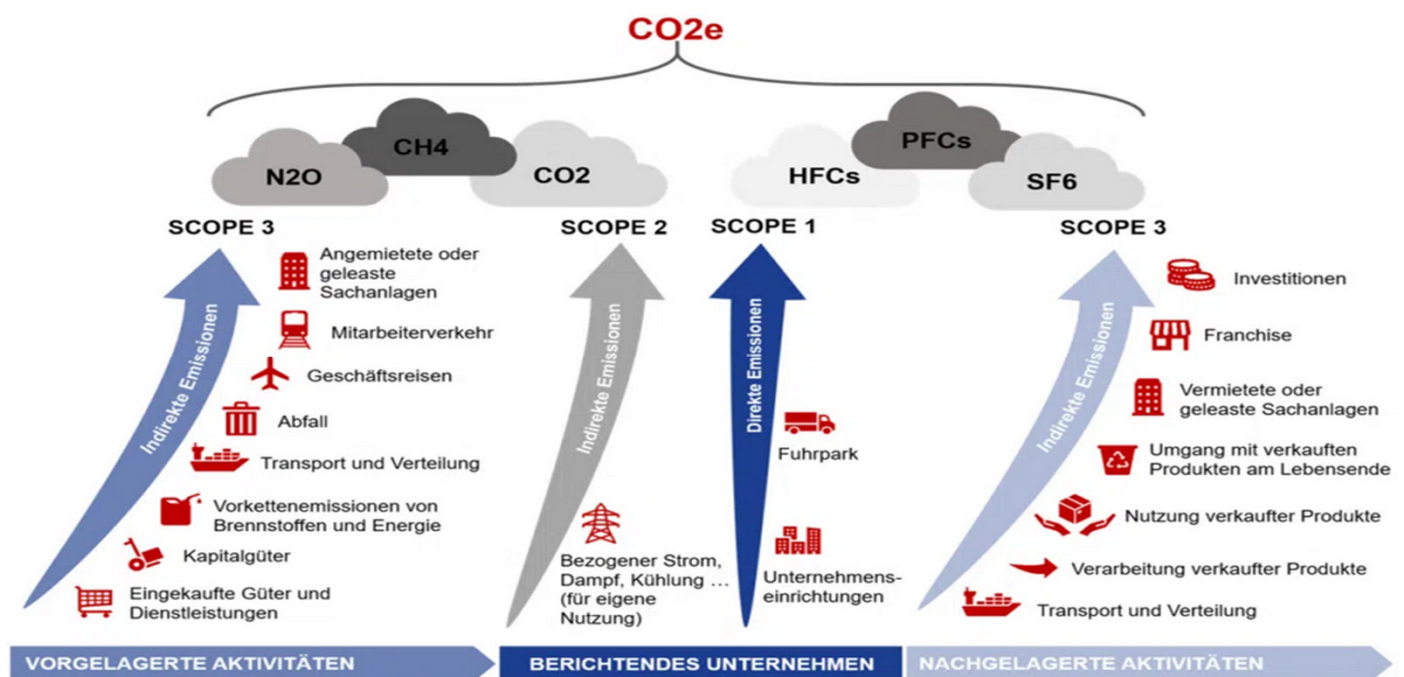 CO2e
N2O
CH4
CO2
HFCs
PFCs
SF6
SCOPE 3
SCOPE 2
SCOPE 1
SCOPE 3
Indirekte Emissionen
Angemietete oder
geleaste
Sachanlagen
Mitarbeiterverkehr
Geschäftsreisen
Abfall
Transport und Verteilung
Vorkettenemissionen von
Brennstoffen und Energie
Kapitalgüter
Eingekaufte Güter und
Dienstleistungen
Indirekte Emissionen
Bezogener Strom,
Dampf, Kühlung …
(für eigene
Nutzung)
Direkte Emissionen
Fuhrpark
Unternehmens-
einrichtungen
Indirekte Emissionen
Investitionen
Franchise
Vermietete oder
geleaste Sachanlagen
Umgang mit verkauften
Produkten am Lebensende
Nutzung verkaufter Produkte
Verarbeitung verkaufter Produkte
Transport und Verteilung
VORGELAGERTE AKTIVITÄTEN
BERICHTENDES UNTERNEHMEN
NACHGELAGERTE AKTIVITÄTEN